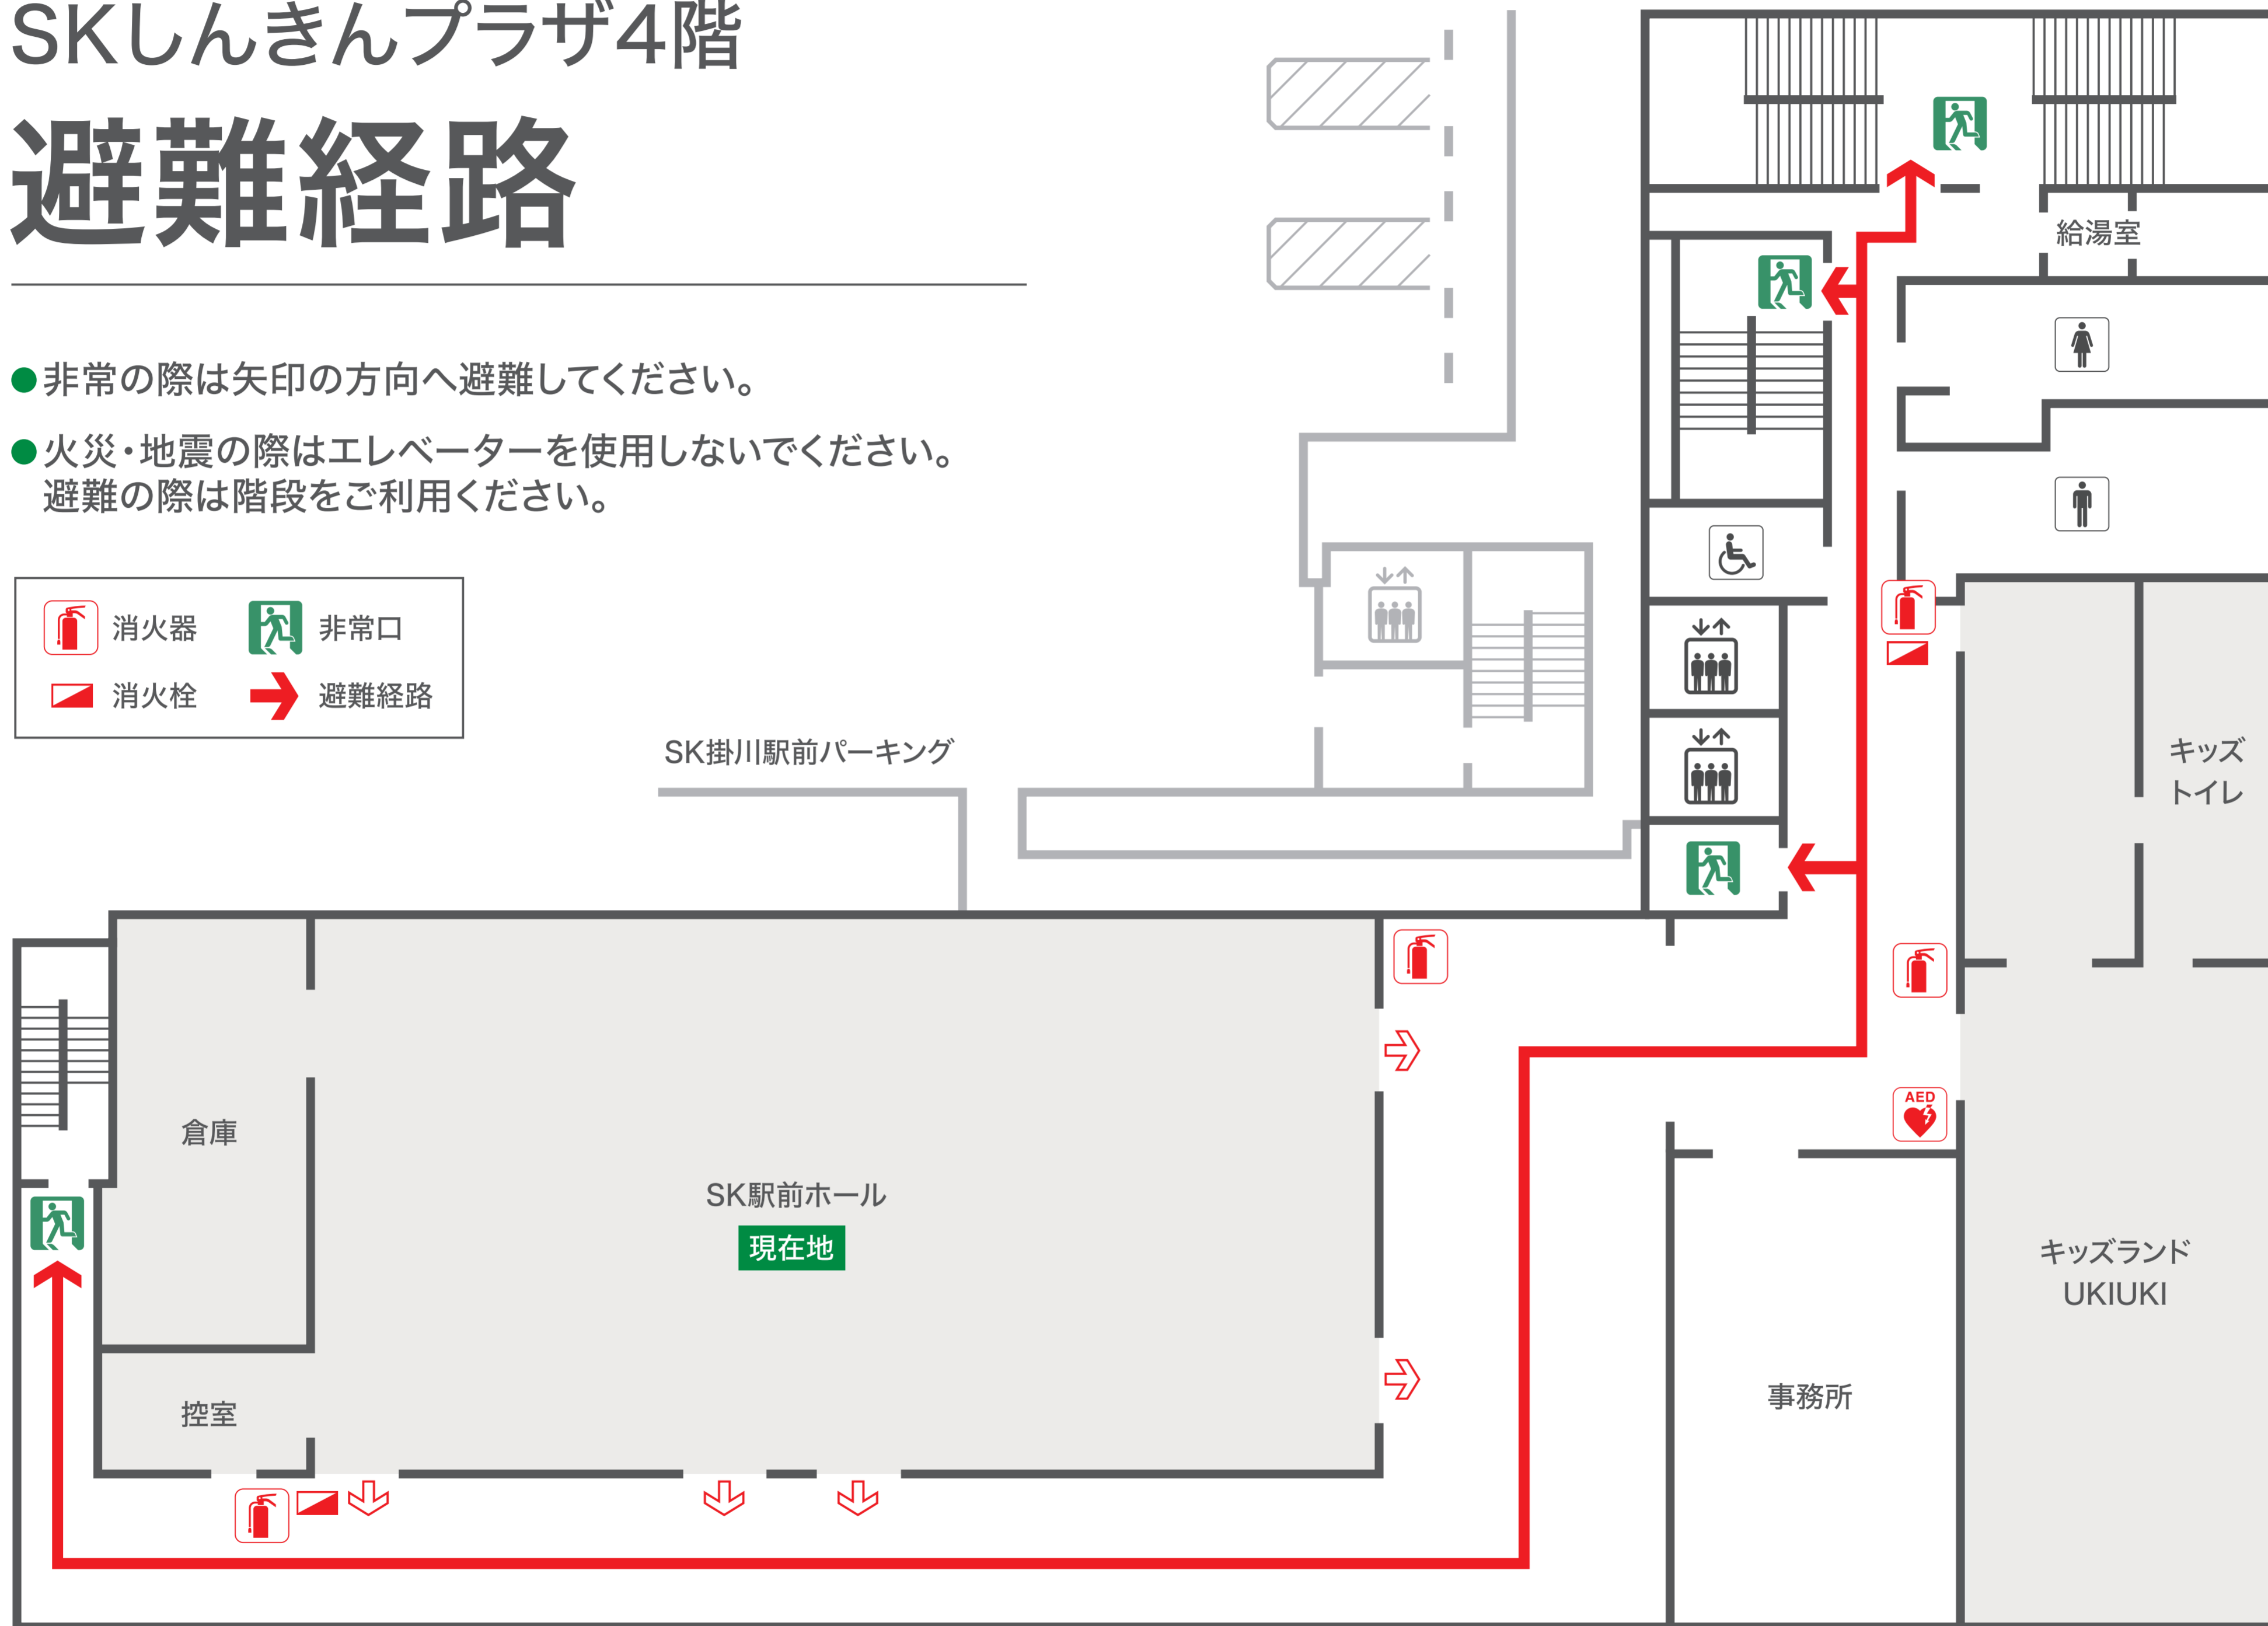 SKしんきんプラザ4階
避難経路
●非常の際は矢印の方向へ避難してください。
●火災・地震の際はエレベーターを使用しないでください。
避難の際は階段をご利用ください。
消火器
非常口
消火栓
避難経路
SK掛川駅前パーキング
給湯室
キッズ
トイレ
倉庫
SK駅前ホール
現在地
控室
AED
キッズランド
UKIUKI
事務所